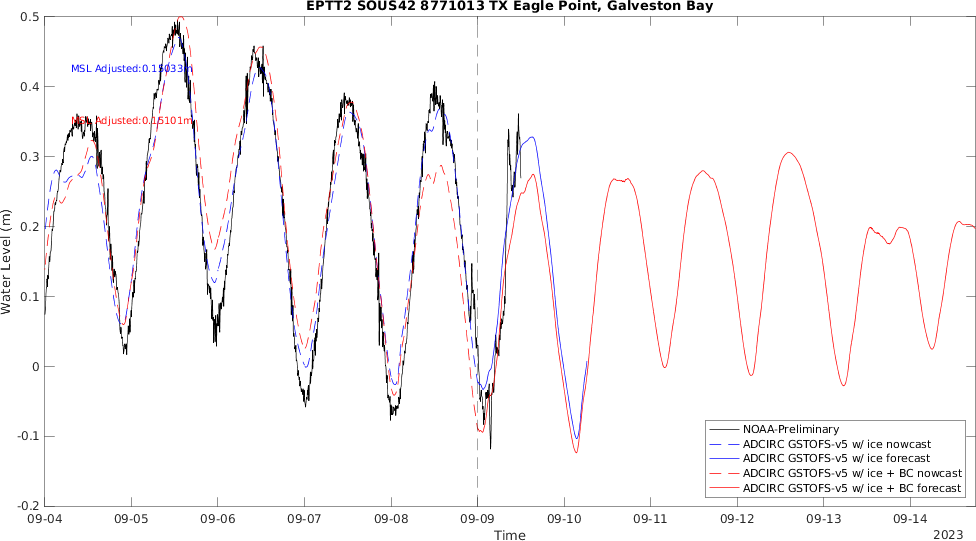 EPTT2 SOUS42 8771013 TX Eagle Point, Galveston Bay
0.5
0.4
0.3
0.2
0.1
0
-0.1
-0.2
Water Level (m)
MSL Adjusted:0.15033m
MSL Adjusted:0.15101m
NOAA-Preliminary
ADCIRC GSTOFS-v5 w/ ice nowcast
ADCIRC GSTOFS-v5 w/ ice forecast
ADCIRC GSTOFS-v5 w/ ice + BC nowcast
ADCIRC GSTOFS-v5 w/ ice + BC forecast
09-04 09-05 09-06 09-07 09-08 09-09 09-10 09-11 09-12 09-13 09-14
Time
2023